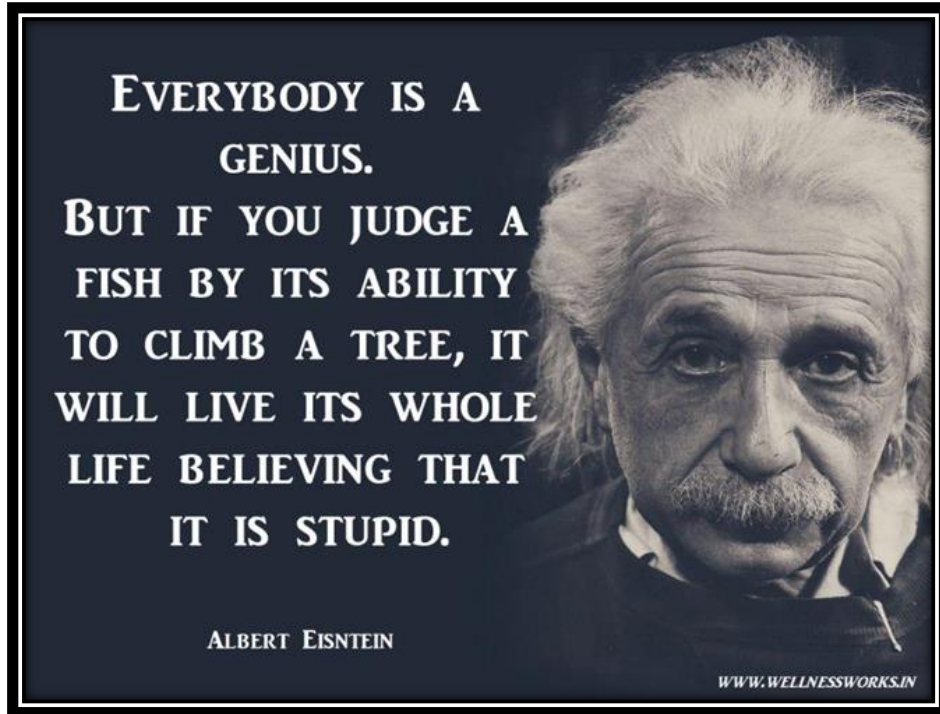 Everybody is a
genius.
But if you judge a
fish by its ability
to climb a tree, it
will live its whole
life believing that
it is stupid.
Albert Eisntein
www.wellnessworks.in